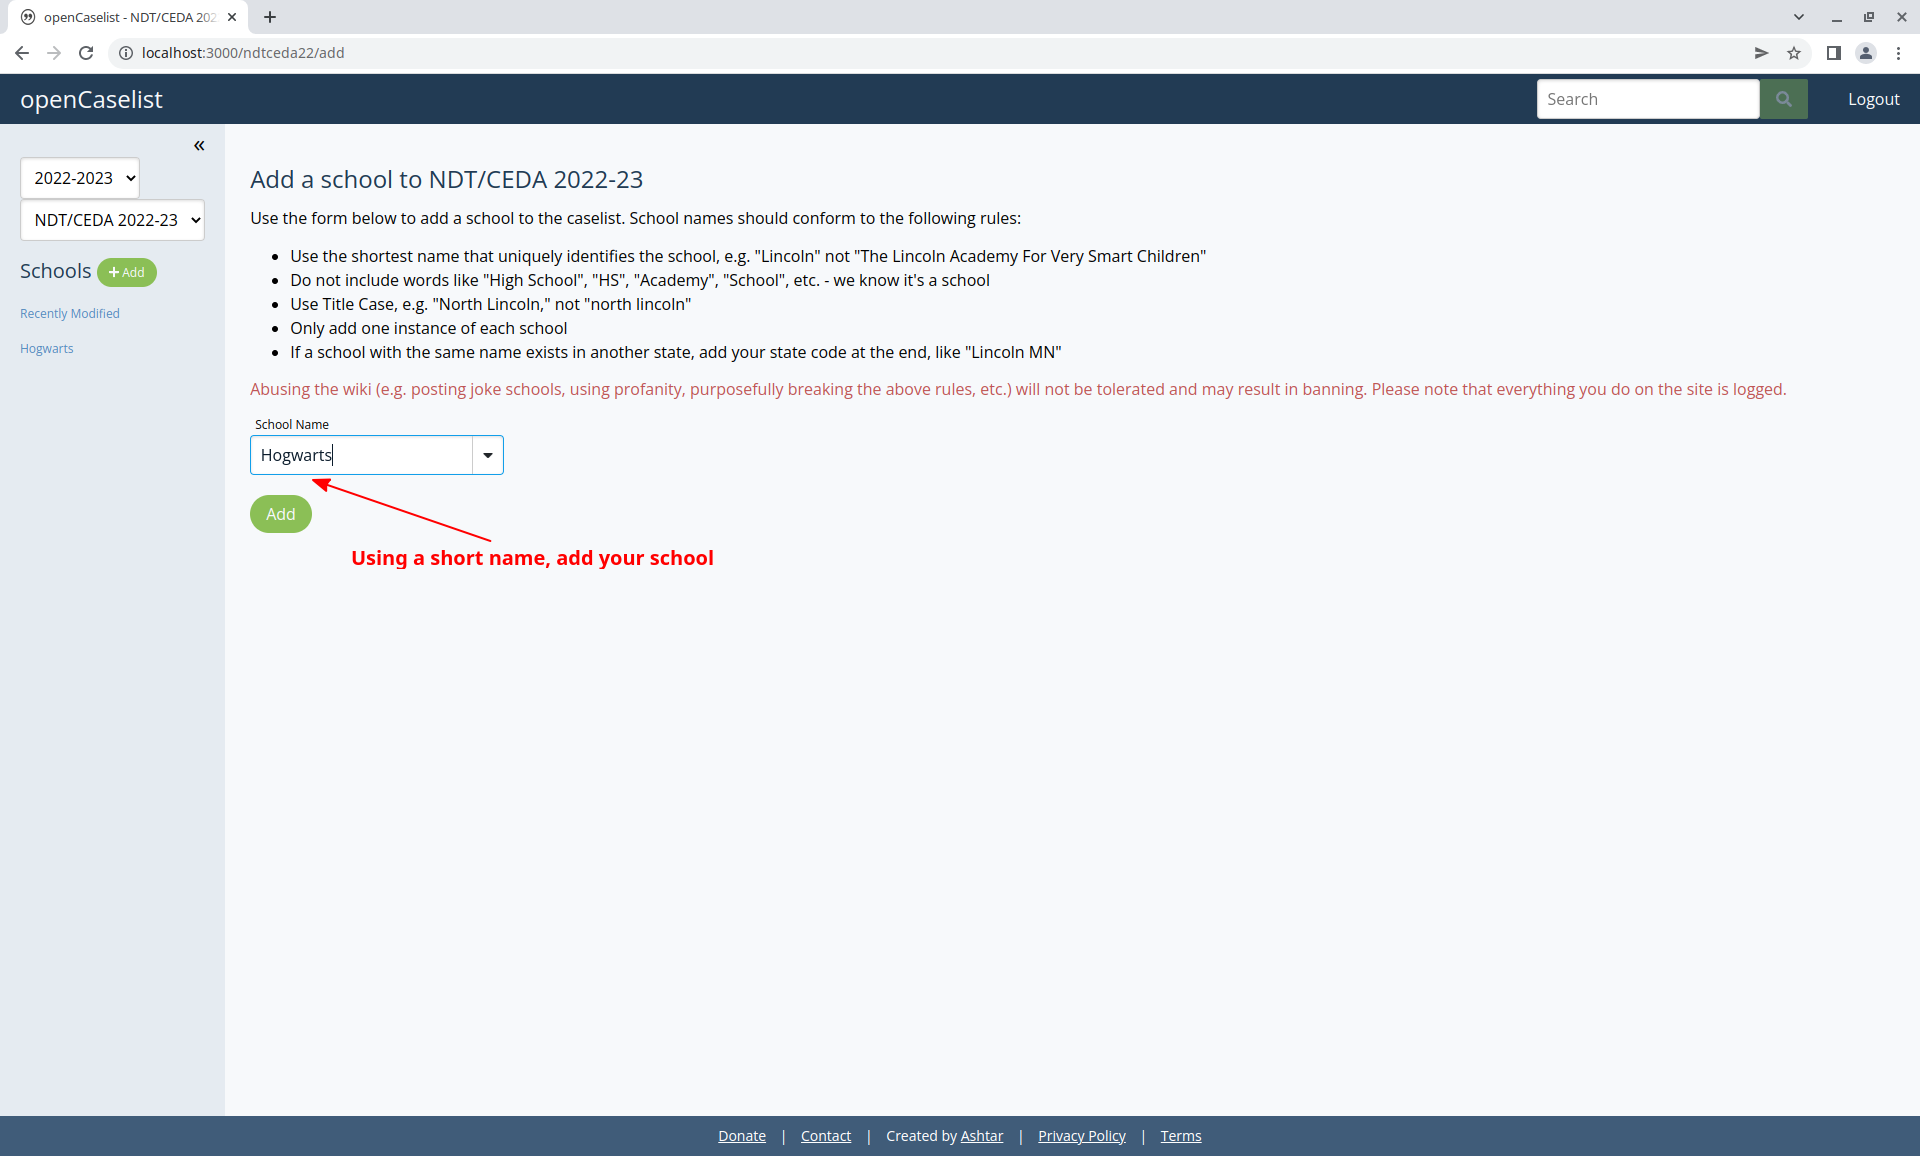 openCaselist - NDT/CEDA 202
localhost:3000/ndtceda22/add
openCaselist
Search
Logout
«
2022-2023
NDT/CEDA 2022-23
Schools
+ Add
Recently Modified
Hogwarts
Add a school to NDT/CEDA 2022-23
Use the form below to add a school to the caselist. School names should conform to the following rules:
• Use the shortest name that uniquely identifies the school, e.g. "Lincoln" not "The Lincoln Academy For Very Smart Children"
• Do not include words like "High School", "HS", "Academy", "School", etc. - we know it's a school
• Use Title Case, e.g. "North Lincoln," not "north lincoln"
• Only add one instance of each school
• If a school with the same name exists in another state, add your state code at the end, like "Lincoln MN"
Abusing the wiki (e.g. posting joke schools, using profanity, purposefully breaking the above rules, etc.) will not be tolerated and may result in banning. Please note that everything you do on the site is logged.
School Name
Hogwarts
Add
Using a short name, add your school
Donate | Contact | Created by Ashtar | Privacy Policy | Terms